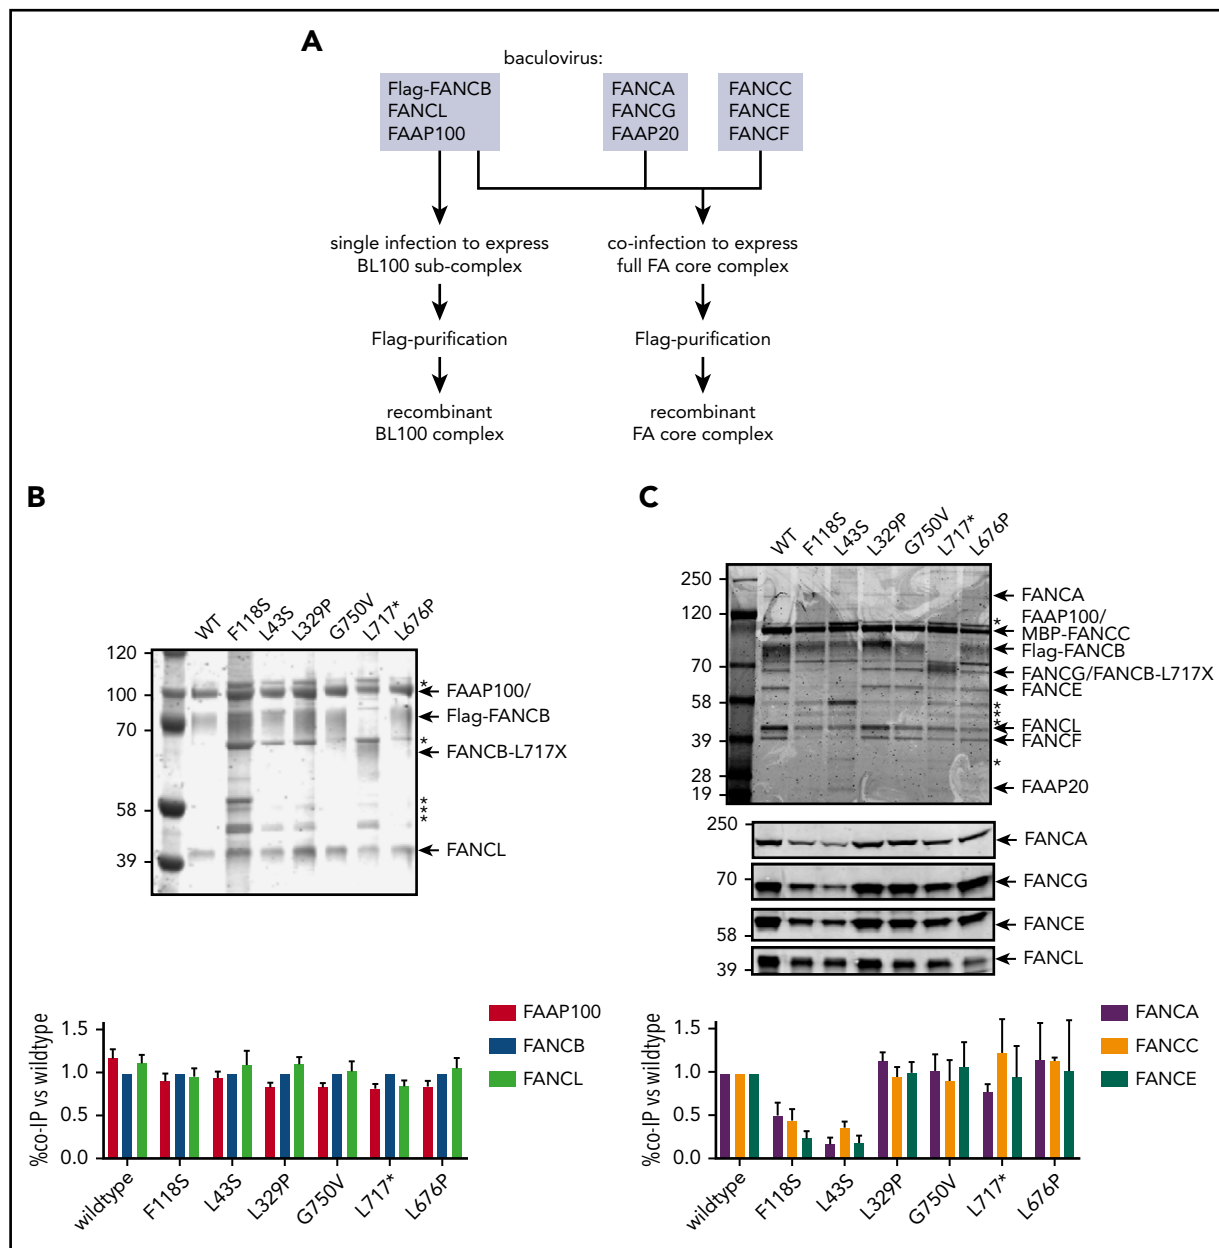 A
baculovirus:
Flag-FANCB
FANCL
FAAP100
FANCA
FANCG
FAAP20
FANCC
FANCE
FANCF
single infection to express
BL100 sub-complex
co-infection to express
full FA core complex
Flag-purification
Flag-purification
recombinant
BL100 complex
recombinant
FA core complex
B
WT F118S L43S L329P G750V L717* L676P
120
100
70
58
39
*
FAAP100/
Flag-FANCB
*
FANCB-L717X
*
*
*
FANCL
%co-IP vs wildtype
1.5
1.0
0.5
0.0
wildtype F118S L43S L329P G750V L717* L676P
FAAP100
FANCB
FANCL
C
WT F118S L43S L329P G750V L717* L676P
250
120
70
58
39
28
19
FANCA
FAAP100/
*
MBP-FANCC
Flag-FANCB
FANCG/FANCB-L717X
FANCE
*
*
*
FANCL
FANCF
*
FAAP20
250
FANCA
70
FANCG
58
FANCE
39
FANCL
%co-IP vs wildtype
1.5
1.0
0.5
0.0
wildtype F118S L43S L329P G750V L717* L676P
FANCA
FANCC
FANCE